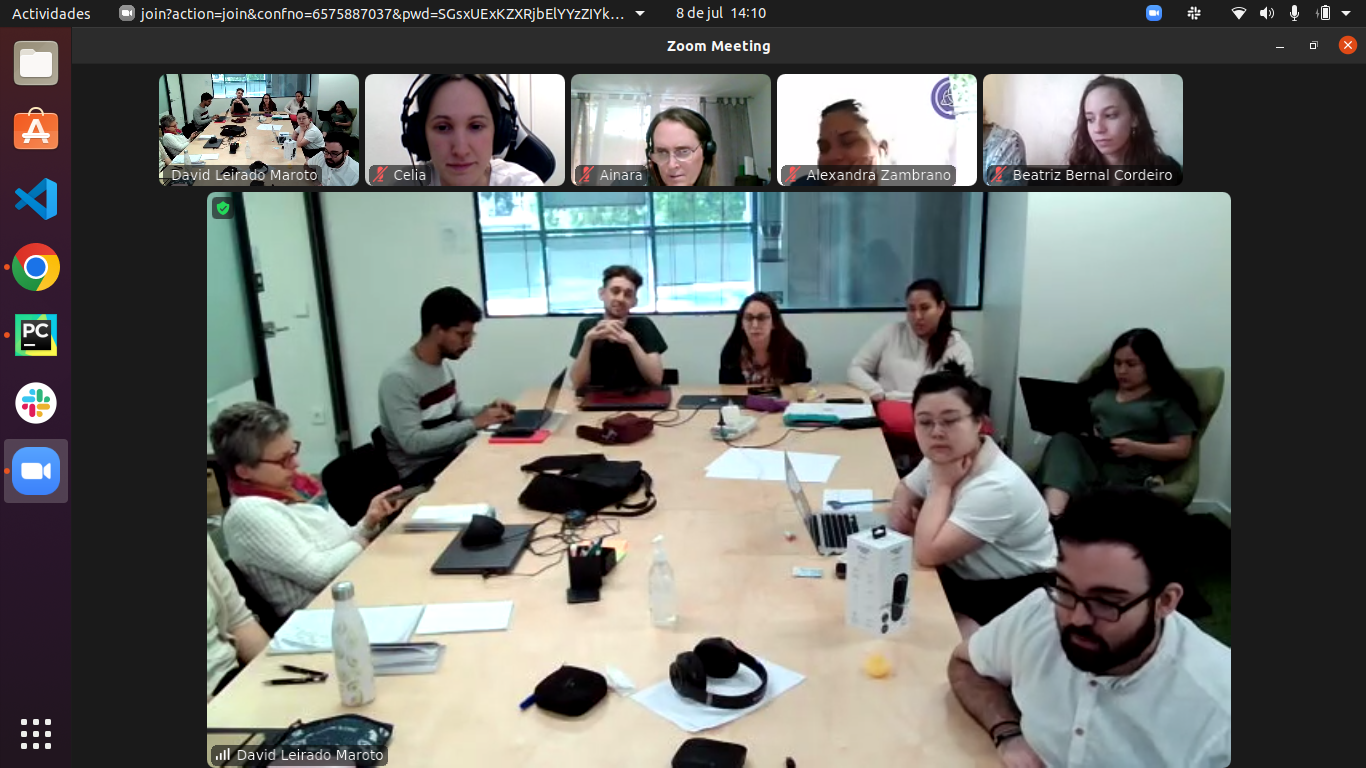 Actividades
join?action=join&confno=6575887037&pwd=SGsxUExKZXRjbElYYzZIYk…
8 de jul 14:10
Zoom Meeting
David Leirado Maroto
Celia
Ainara
Alexandra Zambrano
Beatriz Bernal Cordeiro
PC
David Leirado Maroto